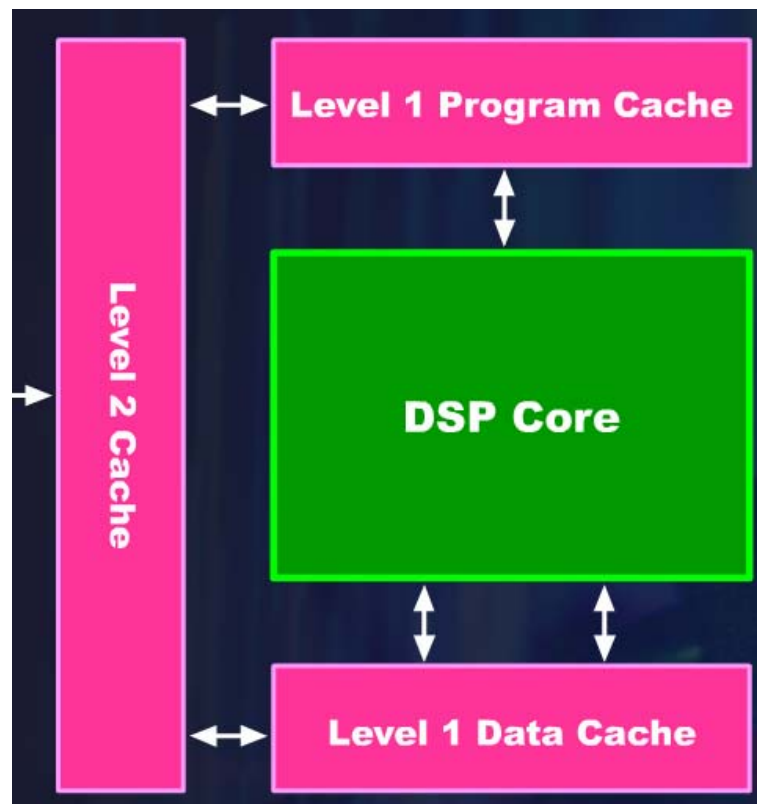 Level 1 Program Cache
Level 2 Cache
DSP Core
Level 1 Data Cache